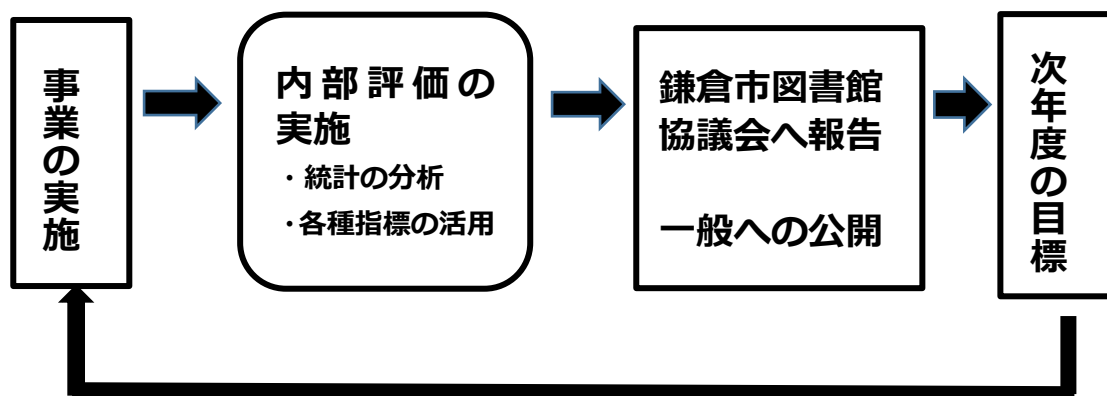 事業の実施
内部評価の
実施
・統計の分析
・各種指標の活用
鎌倉市図書館
協議会へ報告
一般への公開
次年度の目標